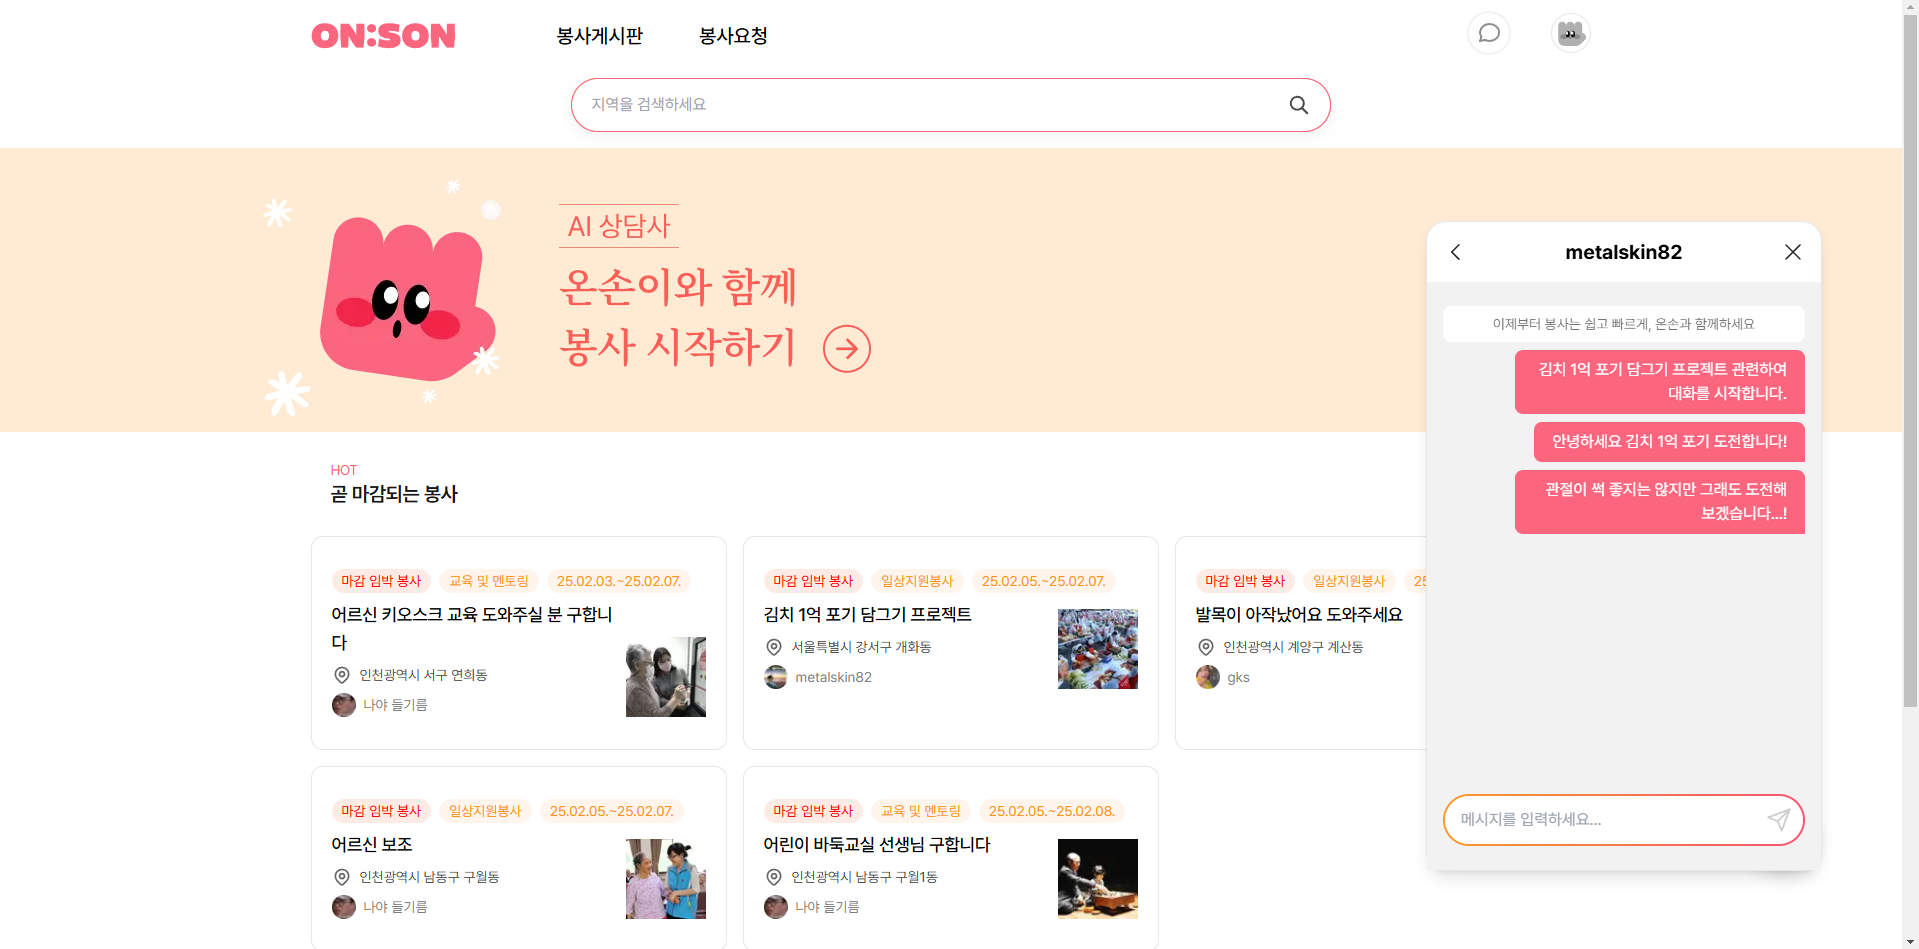 ON:SON
봉사게시판
봉사요청
지역을 검색하세요
AI 상담사
온손이와 함께
봉사 시작하기
HOT
곧 마감되는 봉사
마감 임박 봉사 교육 및 멘토링 25.02.03.~25.02.07.
어르신 키오스크 교육 도와주실 분 구합니
다
인천광역시 서구 연희동
나야 들기름
마감 임박 봉사 일상지원봉사 25.02.05.~25.02.07.
김치 1억 포기 담그기 프로젝트
서울특별시 강서구 개화동
metalskin82
마감 임박 봉사 일상지원봉사 25
발목이 아작났어요 도와주세요
인천광역시 계양구 계산동
gks
마감 임박 봉사 일상지원봉사 25.02.05.~25.02.07.
어르신 보조
인천광역시 남동구 구월동
나야 들기름
마감 임박 봉사 교육 및 멘토링 25.02.05.~25.02.08.
어린이 바둑교실 선생님 구합니다
인천광역시 남동구 구월1동
나야 들기름
metalskin82
이제부터 봉사는 쉽고 빠르게, 온손과 함께하세요
김치 1억 포기 담그기 프로젝트 관련하여
대화를 시작합니다.
안녕하세요 김치 1억 포기 도전합니다!
관절이 썩 좋지는 않지만 그래도 도전해
보겠습니다...!
메시지를 입력하세요...